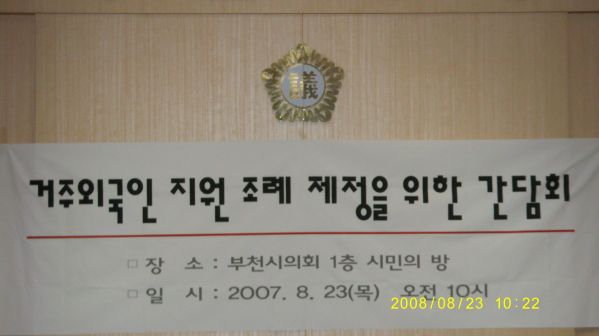 議
거주외국인 지원 조례 제정을 위한 간담회
□ 장 소 : 부천시의회 1층 시민의 방
□ 일 시 : 2007. 8. 23(목) 오전 10시
2008/08/23 10:22